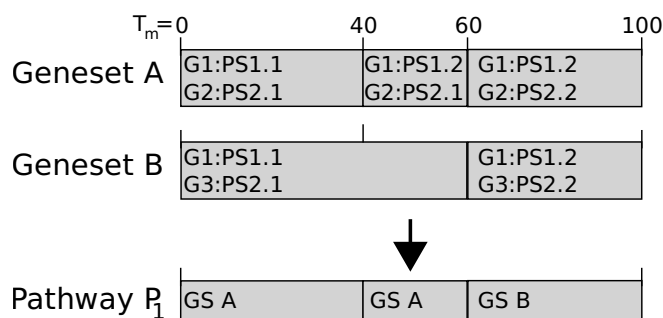 Tm=0 40 60 100
Geneset A
G1:PS1.1 G1:PS1.2 G1:PS1.2
G2:PS2.1 G2:PS2.1 G2:PS2.2
Geneset B
G1:PS1.1 G1:PS1.2
G3:PS2.1 G3:PS2.2
Pathway P1 GS A GS A GS B